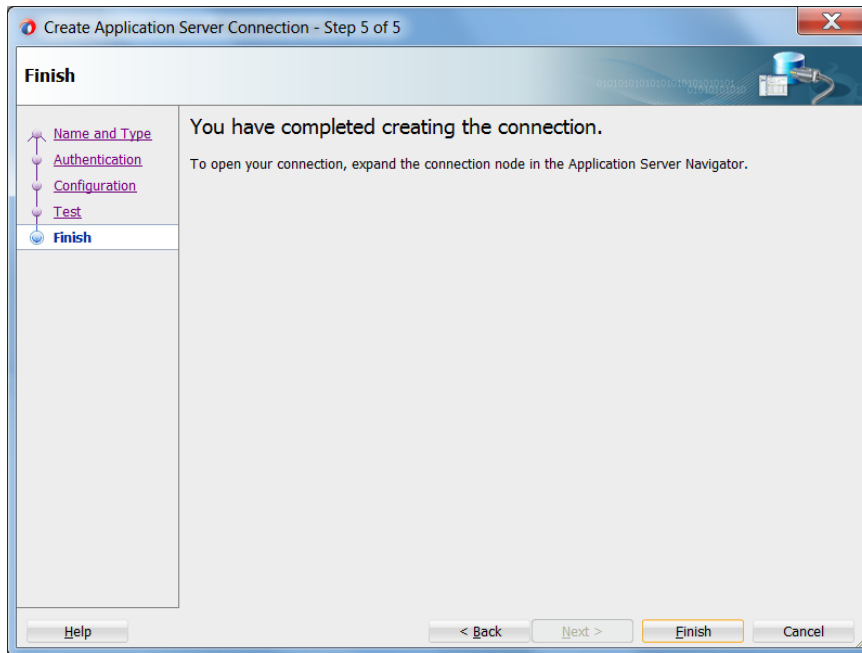 Create Application Server Connection - Step 5 of 5
Finish
Name and Type
Authentication
Configuration
Test
Finish
You have completed creating the connection.
To open your connection, expand the connection node in the Application Server Navigator.
Help
< Back
Next >
Finish
Cancel